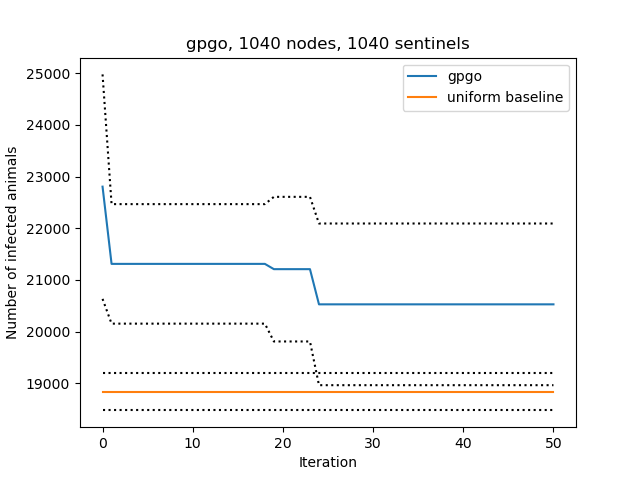 gpgo, 1040 nodes, 1040 sentinels
gpgo
uniform baseline
Number of infected animals
25000
24000
23000
22000
21000
20000
19000
0 10 20 30 40 50
Iteration